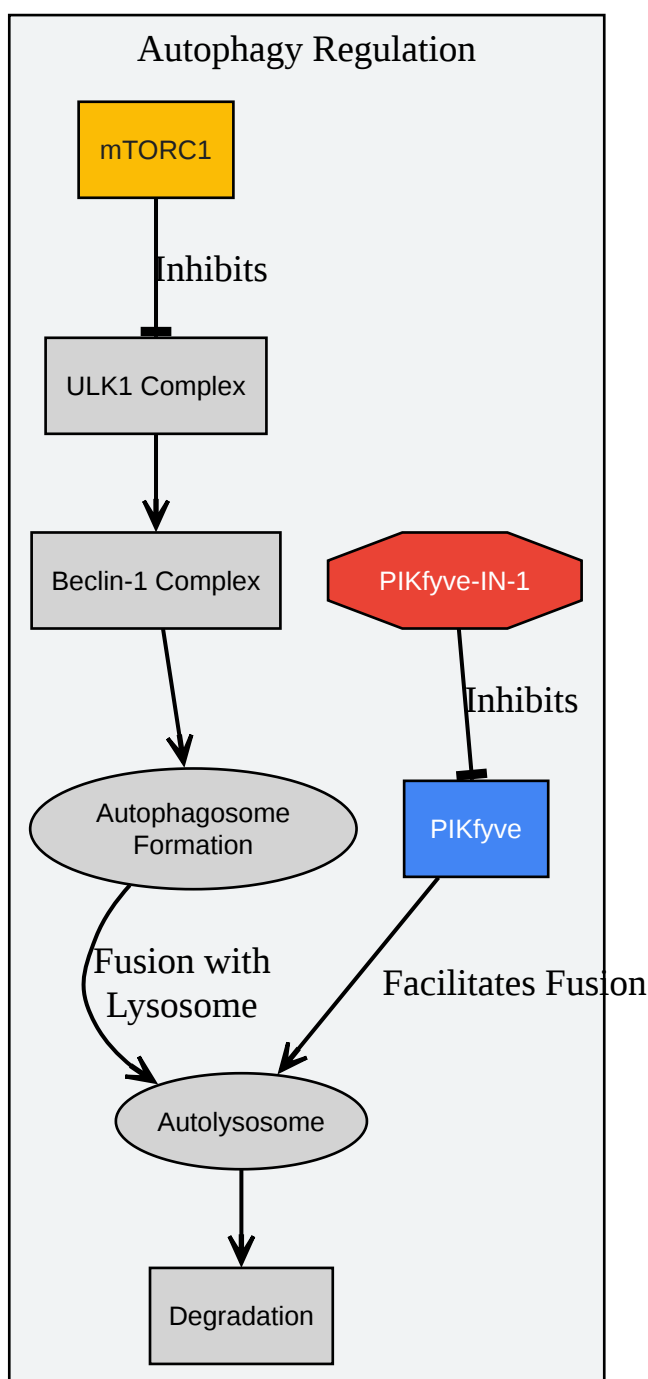 Autophagy Regulation
mTORC1
Inhibits
ULK1 Complex
Beclin-1 Complex
PIKfyve-IN-1
Inhibits
Autophagosome
Formation
PIKfyve
Fusion with
Lysosome
Facilitates Fusion
Autolysosome
Degradation